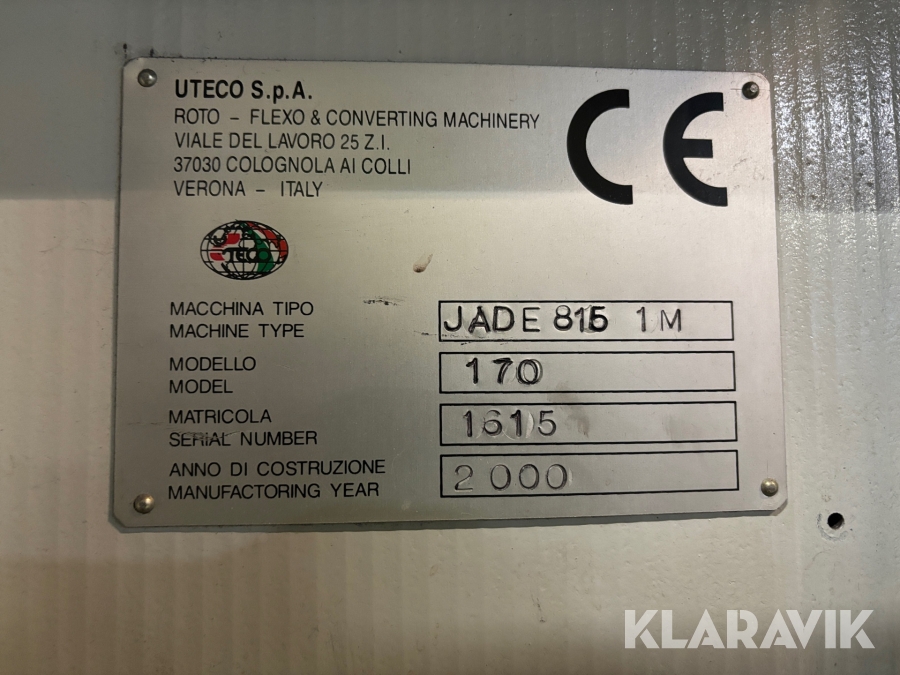 UTECO S.p.A.
ROTO - FLEXO & CONVERTING MACHINERY
VIALE DEL LAVORO 25 Z.I.
37030 COLOGNOLA AI COLLI
VERONA - ITALY
CE
TECO
MACCHINA TIPO
MACHINE TYPE
JADE 815 1M
MODELLO
MODEL
170
MATRICOLA
SERIAL NUMBER
1615
ANNO DI COSTRUZIONE
MANUFACTORING YEAR
2000
KLARAVIK